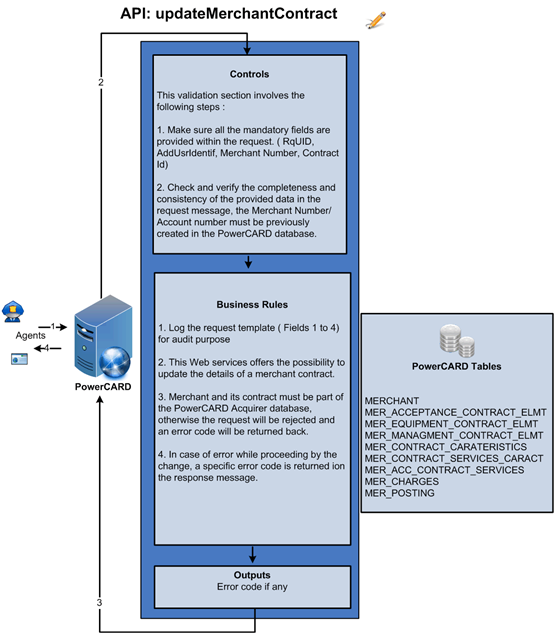 API: updateMerchantContract
2
Controls
This validation section involves the
following steps :
1. Make sure all the mandatory fields are
provided within the request. ( RqUID,
AddUsrIdentif, Merchant Number, Contract
Id)
2. Check and verify the completeness and
consistency of the provided data in the
request message, the Merchant Number/
Account number must be previously
created in the PowerCARD database.
Business Rules
1. Log the request template ( Fields 1 to 4)
for audit purpose
2. This Web services offers the possibility to
update the details of a merchant contract.
3. Merchant and its contract must be part of
the PowerCARD Acquirer database,
otherwise the request will be rejected and
an error code will be returned back.
4. In case of error while proceeding by the
change, a specific error code is returned ion
the response message.
Outputs
Error code if any
1
Agents
4
PowerCARD
3
PowerCARD Tables
MERCHANT
MER_ACCEPTANCE_CONTRACT_ELMT
MER_EQUIPMENT_CONTRACT_ELMT
MER_MANAGMENT_CONTRACT_ELMT
MER_CONTRACT_CARATERISTICS
MER_CONTRACT_SERVICES_CARACT
MER_ACC_CONTRACT_SERVICES
MER_CHARGES
MER_POSTING